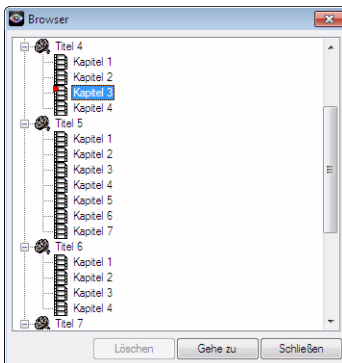 Browser
Titel 4
Kapitel 1
Kapitel 2
Kapitel 3
Kapitel 4
Titel 5
Kapitel 1
Kapitel 2
Kapitel 3
Kapitel 4
Kapitel 5
Kapitel 6
Kapitel 7
Titel 6
Kapitel 1
Kapitel 2
Kapitel 3
Kapitel 4
Titel 7
Löschen Gehe zu Schließen